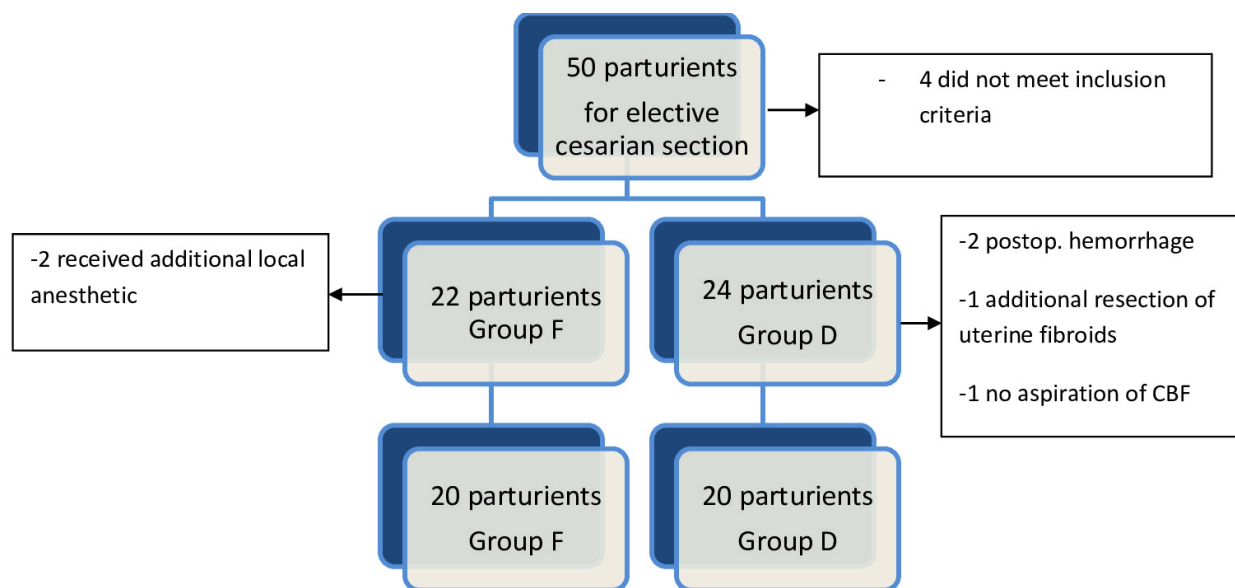 50 parturients
for elective
cesarian section
- 4 did not meet inclusion
criteria
-2 received additional local
anesthetic
22 parturients
Group F
24 parturients
Group D
-2 postop. hemorrhage
-1 additional resection of
uterine fibroids
-1 no aspiration of CBF
20 parturients
Group F
20 parturients
Group D